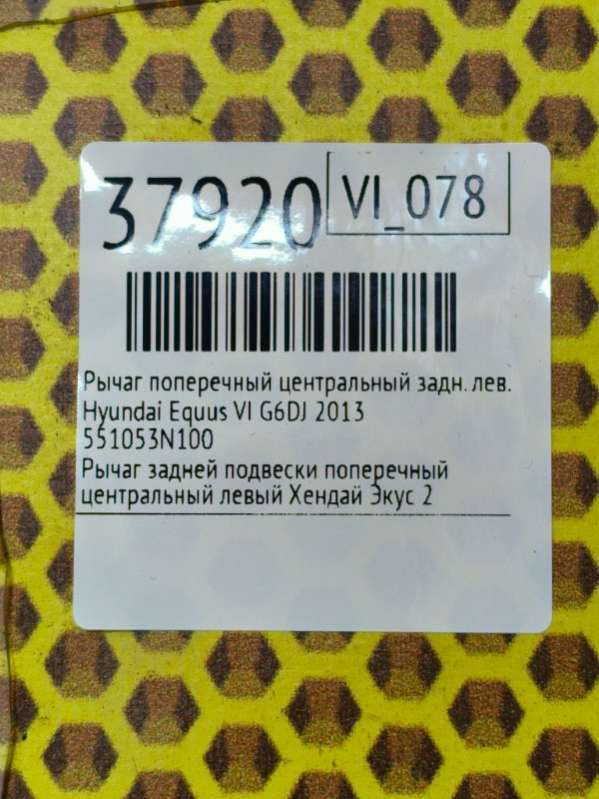 37920
VI_078
Рычаг поперечный центральный задн. лев.
Hyundai Equus VI G6DJ 2013
551053N100
Рычаг задней подвески поперечный
центральный левый Хендай Экус 2